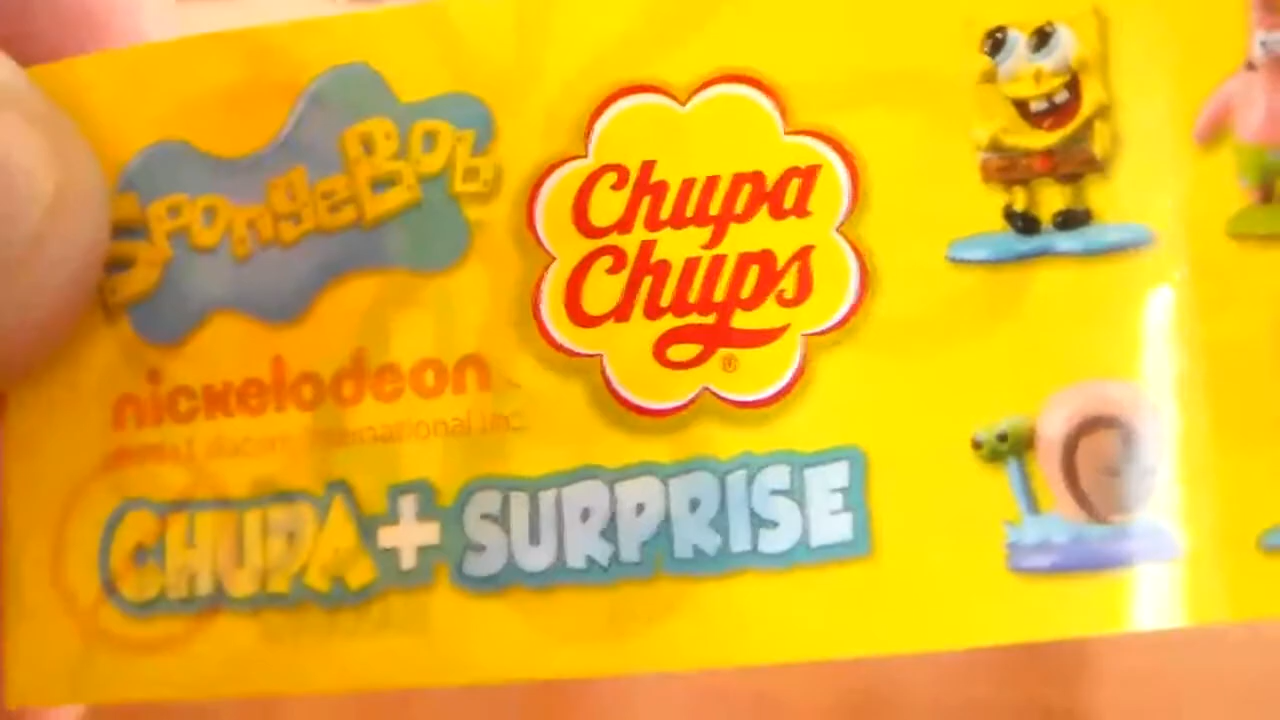 SPONGEBOB
nickelodeon
Chupa
Chups
CHUPA + SURPRISE